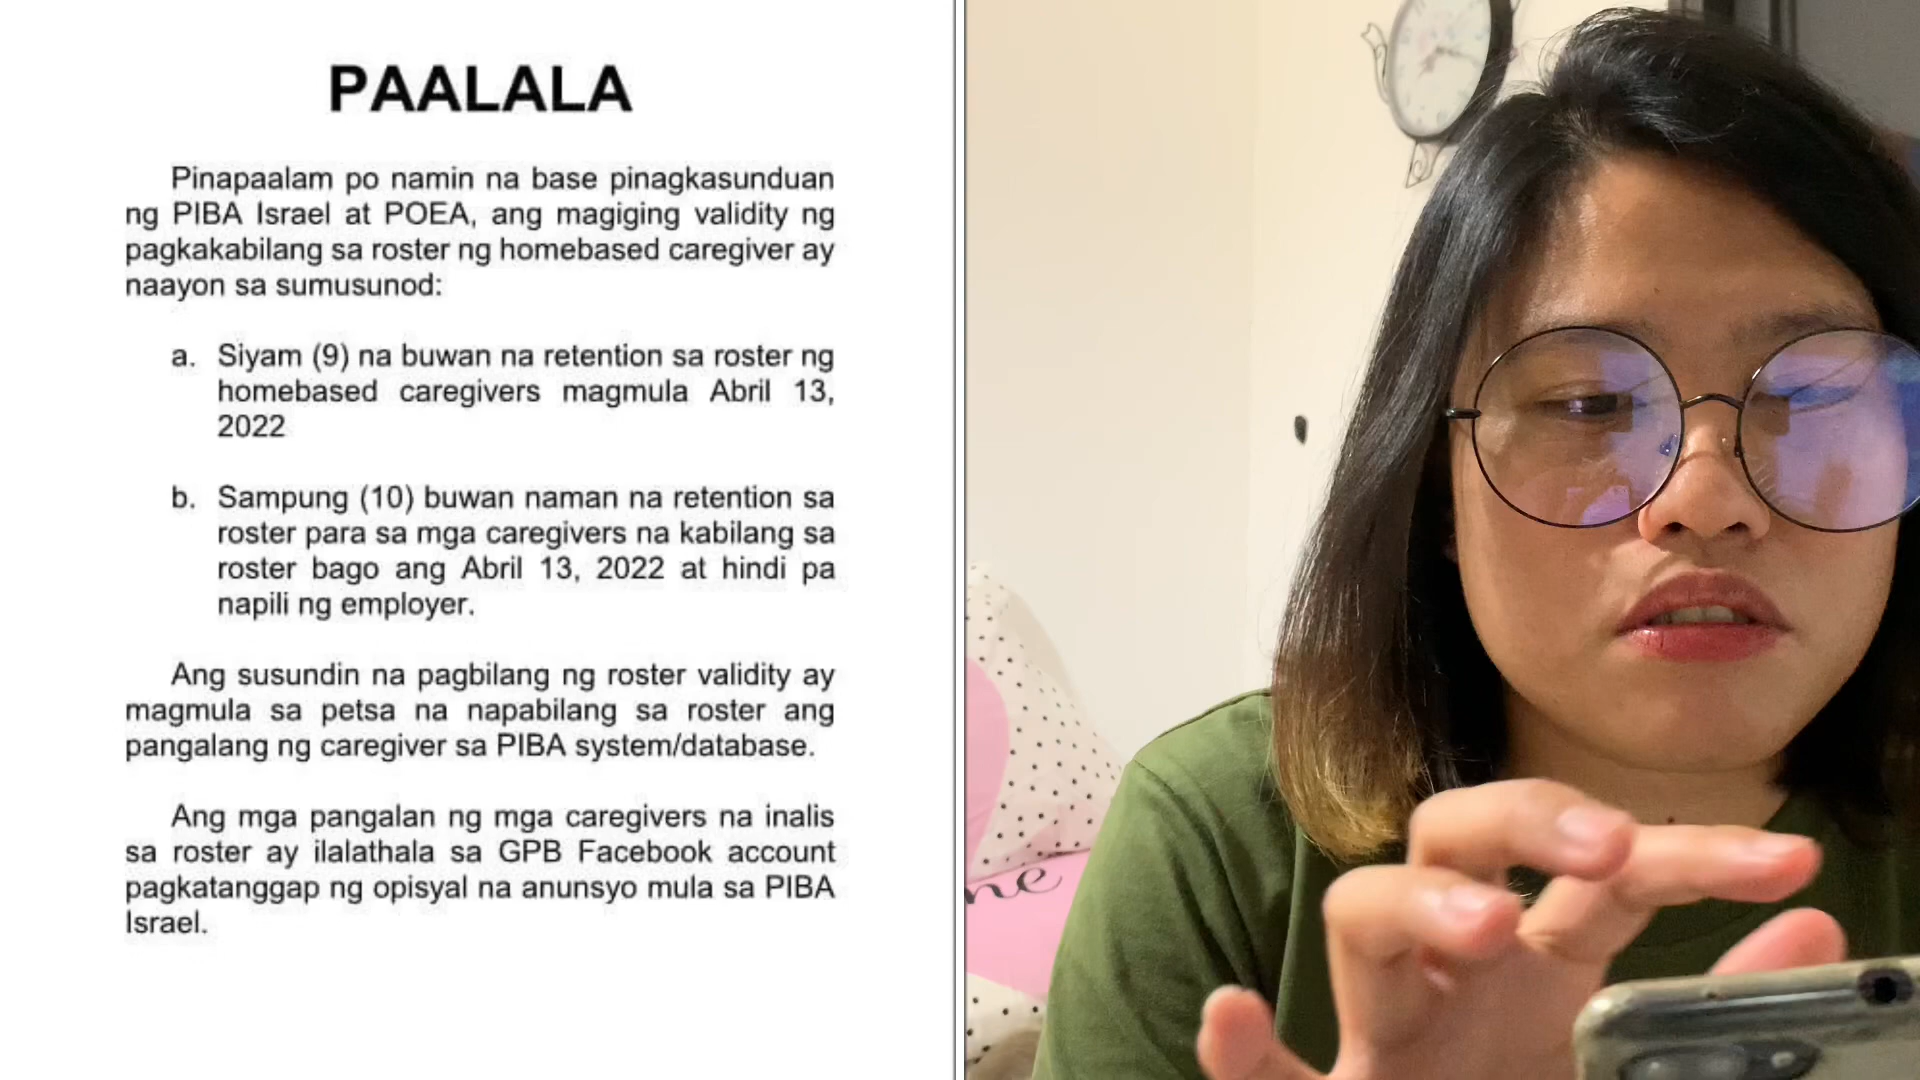 PAALALA
Pinapaalam po namin na base pinagkasunduan
ng PIBA Israel at POEA, ang magiging validity ng
pagkakabilang sa roster ng homebased caregiver ay
naayon sa sumusunod:
a. Siyam (9) na buwan na retention sa roster ng
homebased caregivers magmula Abril 13,
2022
b. Sampung (10) buwan naman na retention sa
roster para sa mga caregivers na kabilang sa
roster bago ang Abril 13, 2022 at hindi pa
napili ng employer.
Ang susundin na pagbilang ng roster validity ay
magmula sa petsa na napabilang sa roster ang
pangalang ng caregiver sa PIBA system/database.
Ang mga pangalan ng mga caregivers na inalis
sa roster ay ilalathala sa GPB Facebook account
pagkatanggap ng opisyal na anunsyo mula sa PIBA
Israel.